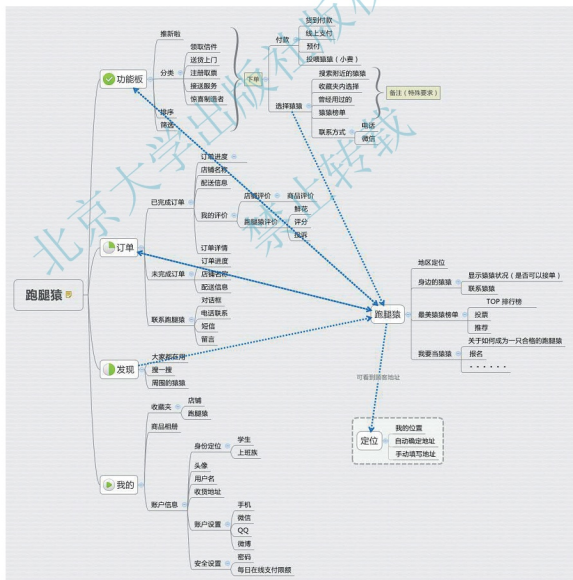 跑腿猿
功能板
维新啦
分类
领取信件
送货上门
注册取票
接送服务
惊喜制造者
排序
筛选
下单
付款
货到付款
线上支付
预付
投喂猿猿（小费）
选择猿猿
搜索附近的猿猿
收藏夹内选择
曾经用过的
猿猿榜单
联系方式
电话
微信
备注（特殊要求）
订单
已完成订单
订单进度
店铺名称
配送信息
我的评价
店铺评价
商品评价
跑腿猿评价
鲜花
评分
投诉
订单详情
未完成订单
订单进度
店铺名称
配送信息
联系跑腿猿
对话框
电话联系
短信
留言
发现
大家都在用
搜一搜
周围的猿猿
我的
收藏夹
店铺
跑腿猿
商品相册
账户信息
身份定位
学生
上班族
头像
用户名
收货地址
账户设置
手机
微信
QQ
微博
安全设置
密码
每日在线支付限额
跑腿猿
地区定位
身边的猿猿
显示猿猿状况（是否可以接单）
联系猿猿
最美猿猿榜单
TOP 排行榜
投票
推荐
我要当猿猿
关于如何成为一只合格的跑腿猿
报名
······
可看到顾客地址
定位
我的位置
自动确定地址
手动填写地址
北京大学出版社版权
禁止转载